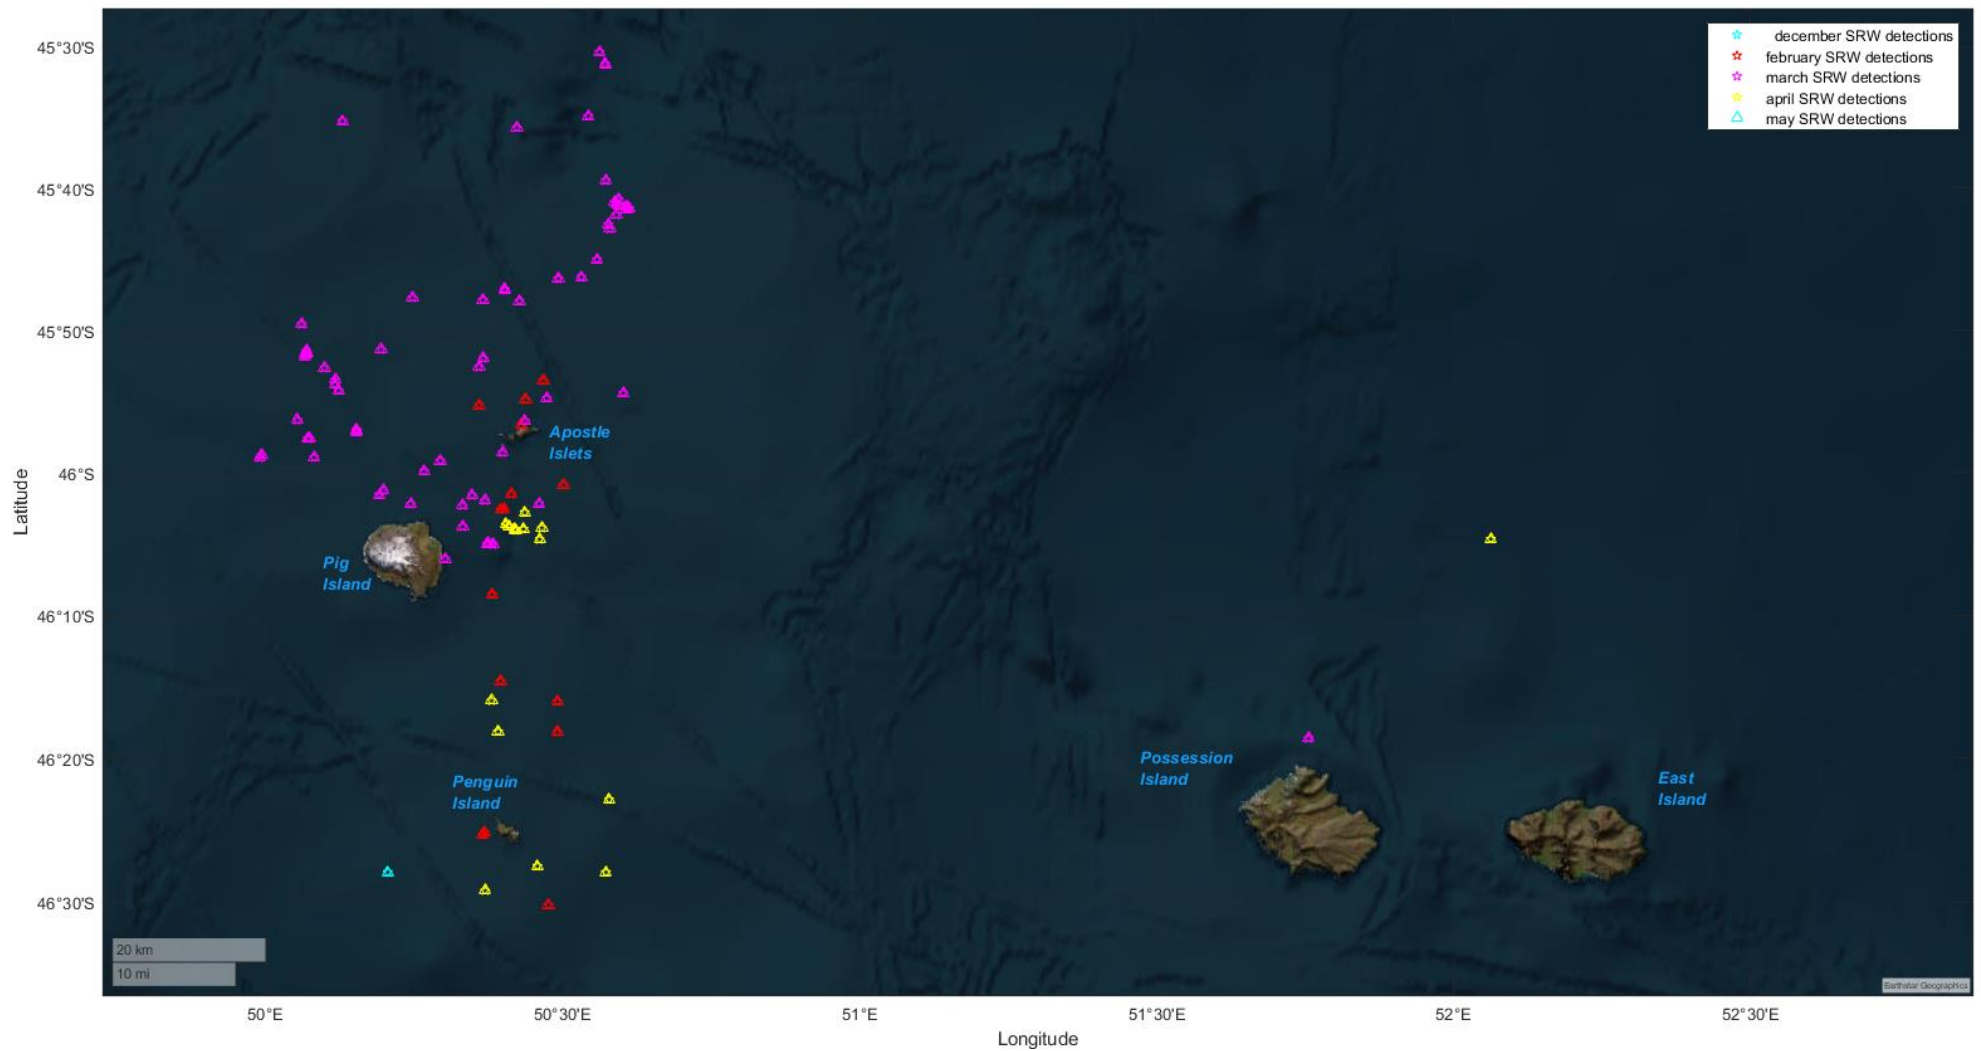 december SRW detections
february SRW detections
march SRW detections
april SRW detections
may SRW detections
45°30'S
45°40'S
45°50'S
46°S
46°10'S
46°20'S
46°30'S
Latitude
Apostle
Islets
Pig
Island
Possession
Island
East
Island
Penguin
Island
20 km
10 mi
Earthstar Geographics
50°E
50°30'E
51°E
51°30'E
52°E
52°30'E
Longitude